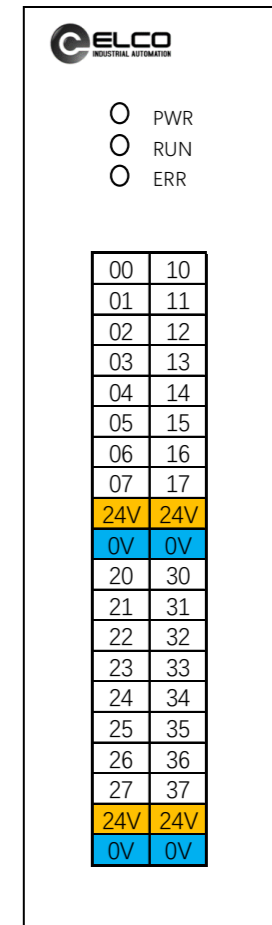 ELCO
INDUSTRIAL AUTOMATION
PWR
RUN
ERR
00 10
01 11
02 12
03 13
04 14
05 15
06 16
07 17
24V 24V
0V 0V
20 30
21 31
22 32
23 33
24 34
25 35
26 36
27 37
24V 24V
0V 0V